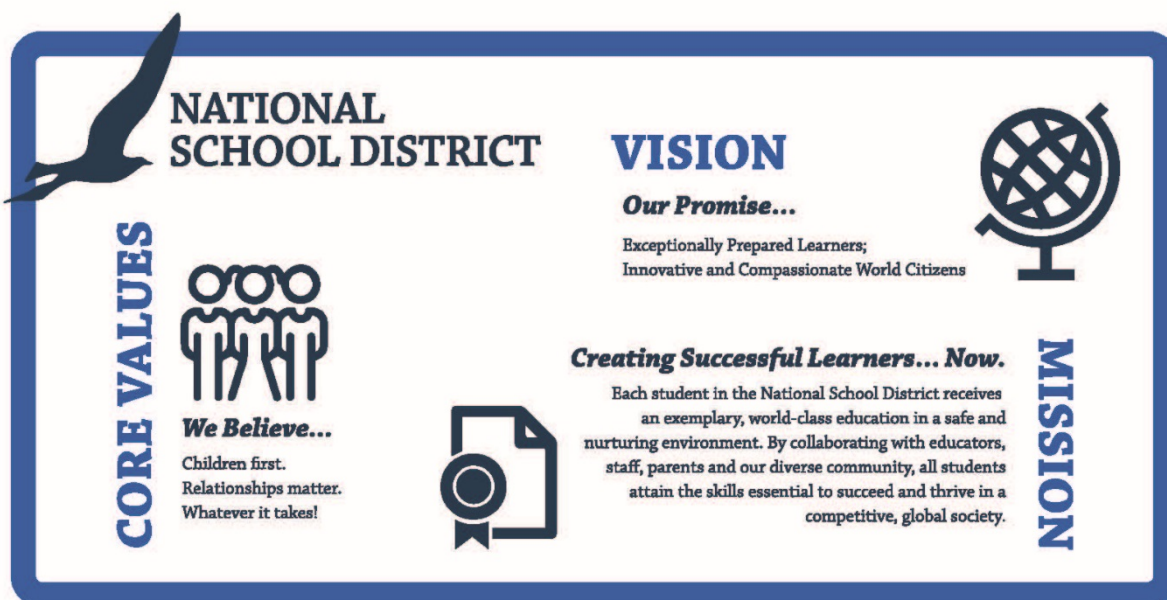 NATIONAL
SCHOOL DISTRICT
CORE VALUES
We Believe...
Children first.
Relationships matter.
Whatever it takes!
VISION
Our Promise...
Exceptionally Prepared Learners;
Innovative and Compassionate World Citizens
MISSION
Creating Successful Learners... Now.
Each student in the National School District receives
an exemplary, world-class education in a safe and
nurturing environment. By collaborating with educators,
staff, parents and our diverse community, all students
attain the skills essential to succeed and thrive in a
competitive, global society.